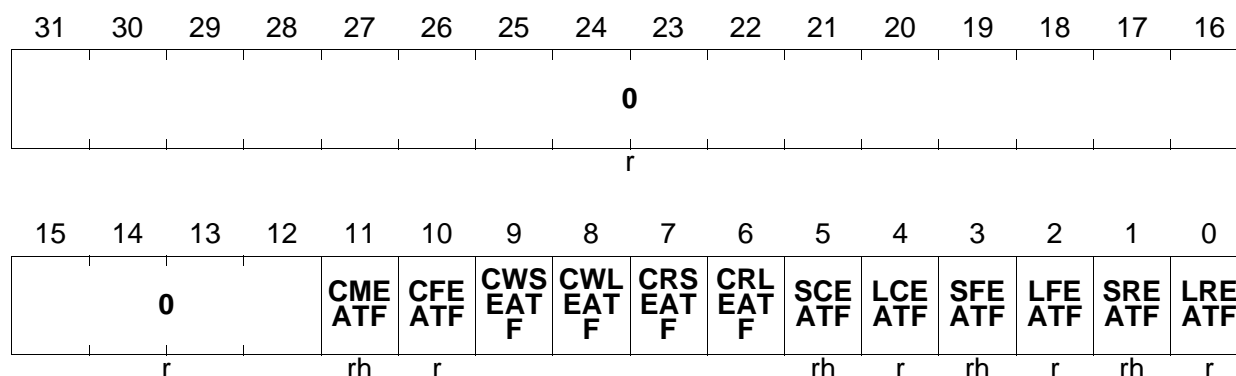 31 30 29 28 27 26 25 24 23 22 21 20 19 18 17 16
0
r
15 14 13 12 11 10 9 8 7 6 5 4 3 2 1 0
0 CME ATF CFE ATF CWS EAT F CWL EAT F CRS EAT F CRL EAT F SCE ATF LCE ATF SFE ATF LFE ATF SRE ATF LRE ATF
r rh r rh r rh r rh r